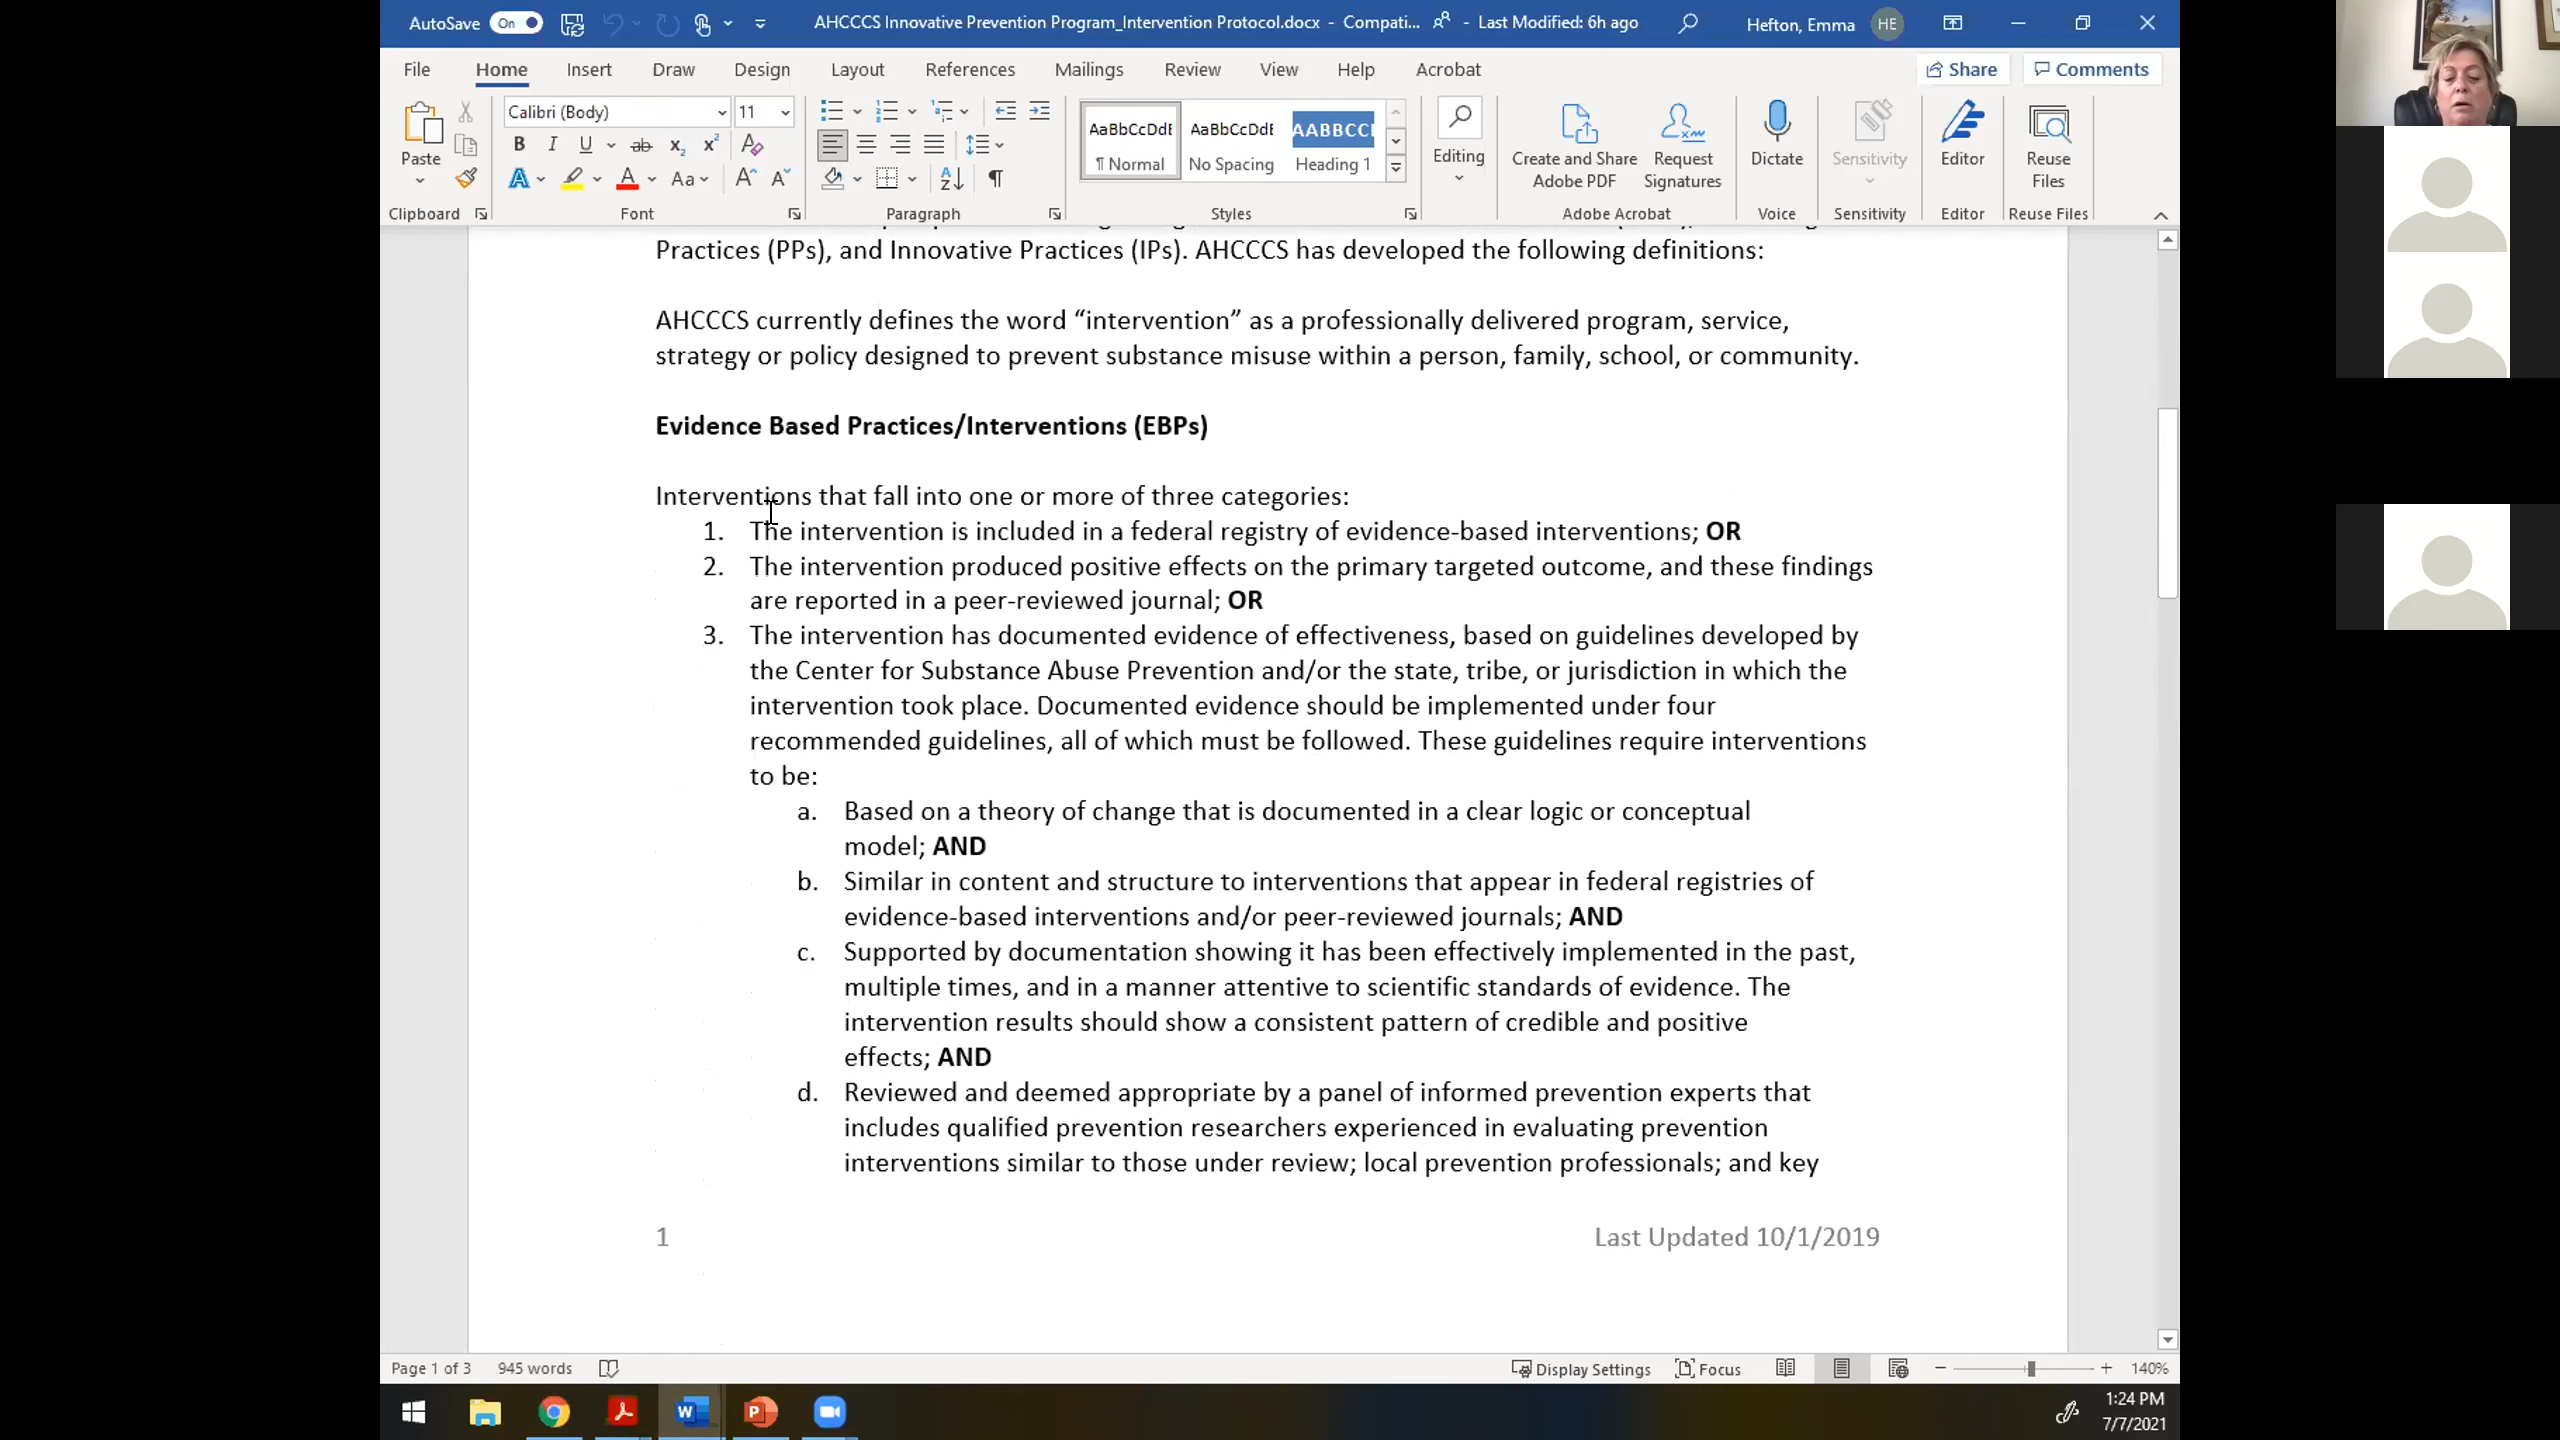 AutoSave On AHCCCS Innovative Prevention Program_Intervention Protocol.docx - Compati... - Last Modified: 6h ago Hefton, Emma HE
File Home Insert Draw Design Layout References Mailings Review View Help Acrobat Share Comments
Calibri (Body) 11
Paste
AaBbCcDdE AaBbCcDdE AABBCCI
¶ Normal No Spacing Heading 1
Editing
Create and Share
Adobe PDF
Request
Signatures
Dictate
Sensitivity
Editor
Reuse
Files
Clipboard Font Paragraph Styles Adobe Acrobat Voice Sensitivity Editor Reuse Files
Practices (PPs), and Innovative Practices (IPs). AHCCCS has developed the following definitions:
AHCCCS currently defines the word “intervention” as a professionally delivered program, service,
strategy or policy designed to prevent substance misuse within a person, family, school, or community.
Evidence Based Practices/Interventions (EBPs)
Interventions that fall into one or more of three categories:
1. The intervention is included in a federal registry of evidence-based interventions; OR
2. The intervention produced positive effects on the primary targeted outcome, and these findings
are reported in a peer-reviewed journal; OR
3. The intervention has documented evidence of effectiveness, based on guidelines developed by
the Center for Substance Abuse Prevention and/or the state, tribe, or jurisdiction in which the
intervention took place. Documented evidence should be implemented under four
recommended guidelines, all of which must be followed. These guidelines require interventions
to be:
a. Based on a theory of change that is documented in a clear logic or conceptual
model; AND
b. Similar in content and structure to interventions that appear in federal registries of
evidence-based interventions and/or peer-reviewed journals; AND
c. Supported by documentation showing it has been effectively implemented in the past,
multiple times, and in a manner attentive to scientific standards of evidence. The
intervention results should show a consistent pattern of credible and positive
effects; AND
d. Reviewed and deemed appropriate by a panel of informed prevention experts that
includes qualified prevention researchers experienced in evaluating prevention
interventions similar to those under review; local prevention professionals; and key
1 Last Updated 10/1/2019
Page 1 of 3 945 words Display Settings Focus 140%
1:24 PM
7/7/2021